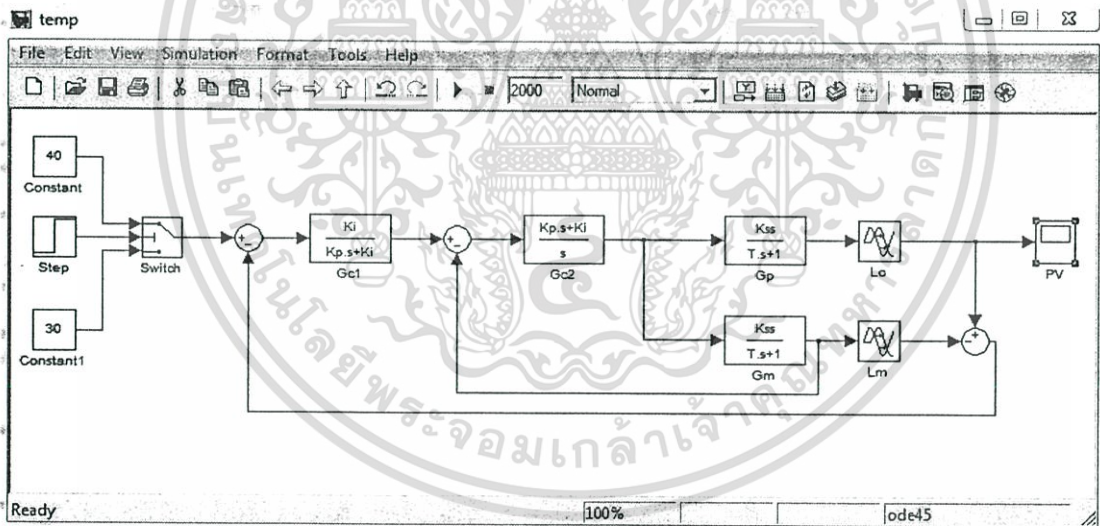 temp
File Edit View Simulation Format Tools Help
2000 Normal
40
Constant
Step
Switch
30
Constant1
Ki
Kp.s+Ki
Gc1
Kp.s+Ki
s
Gc2
Kss
T.s+1
Gp
Kss
T.s+1
Gm
Lm
PV
Ready 100% ode45